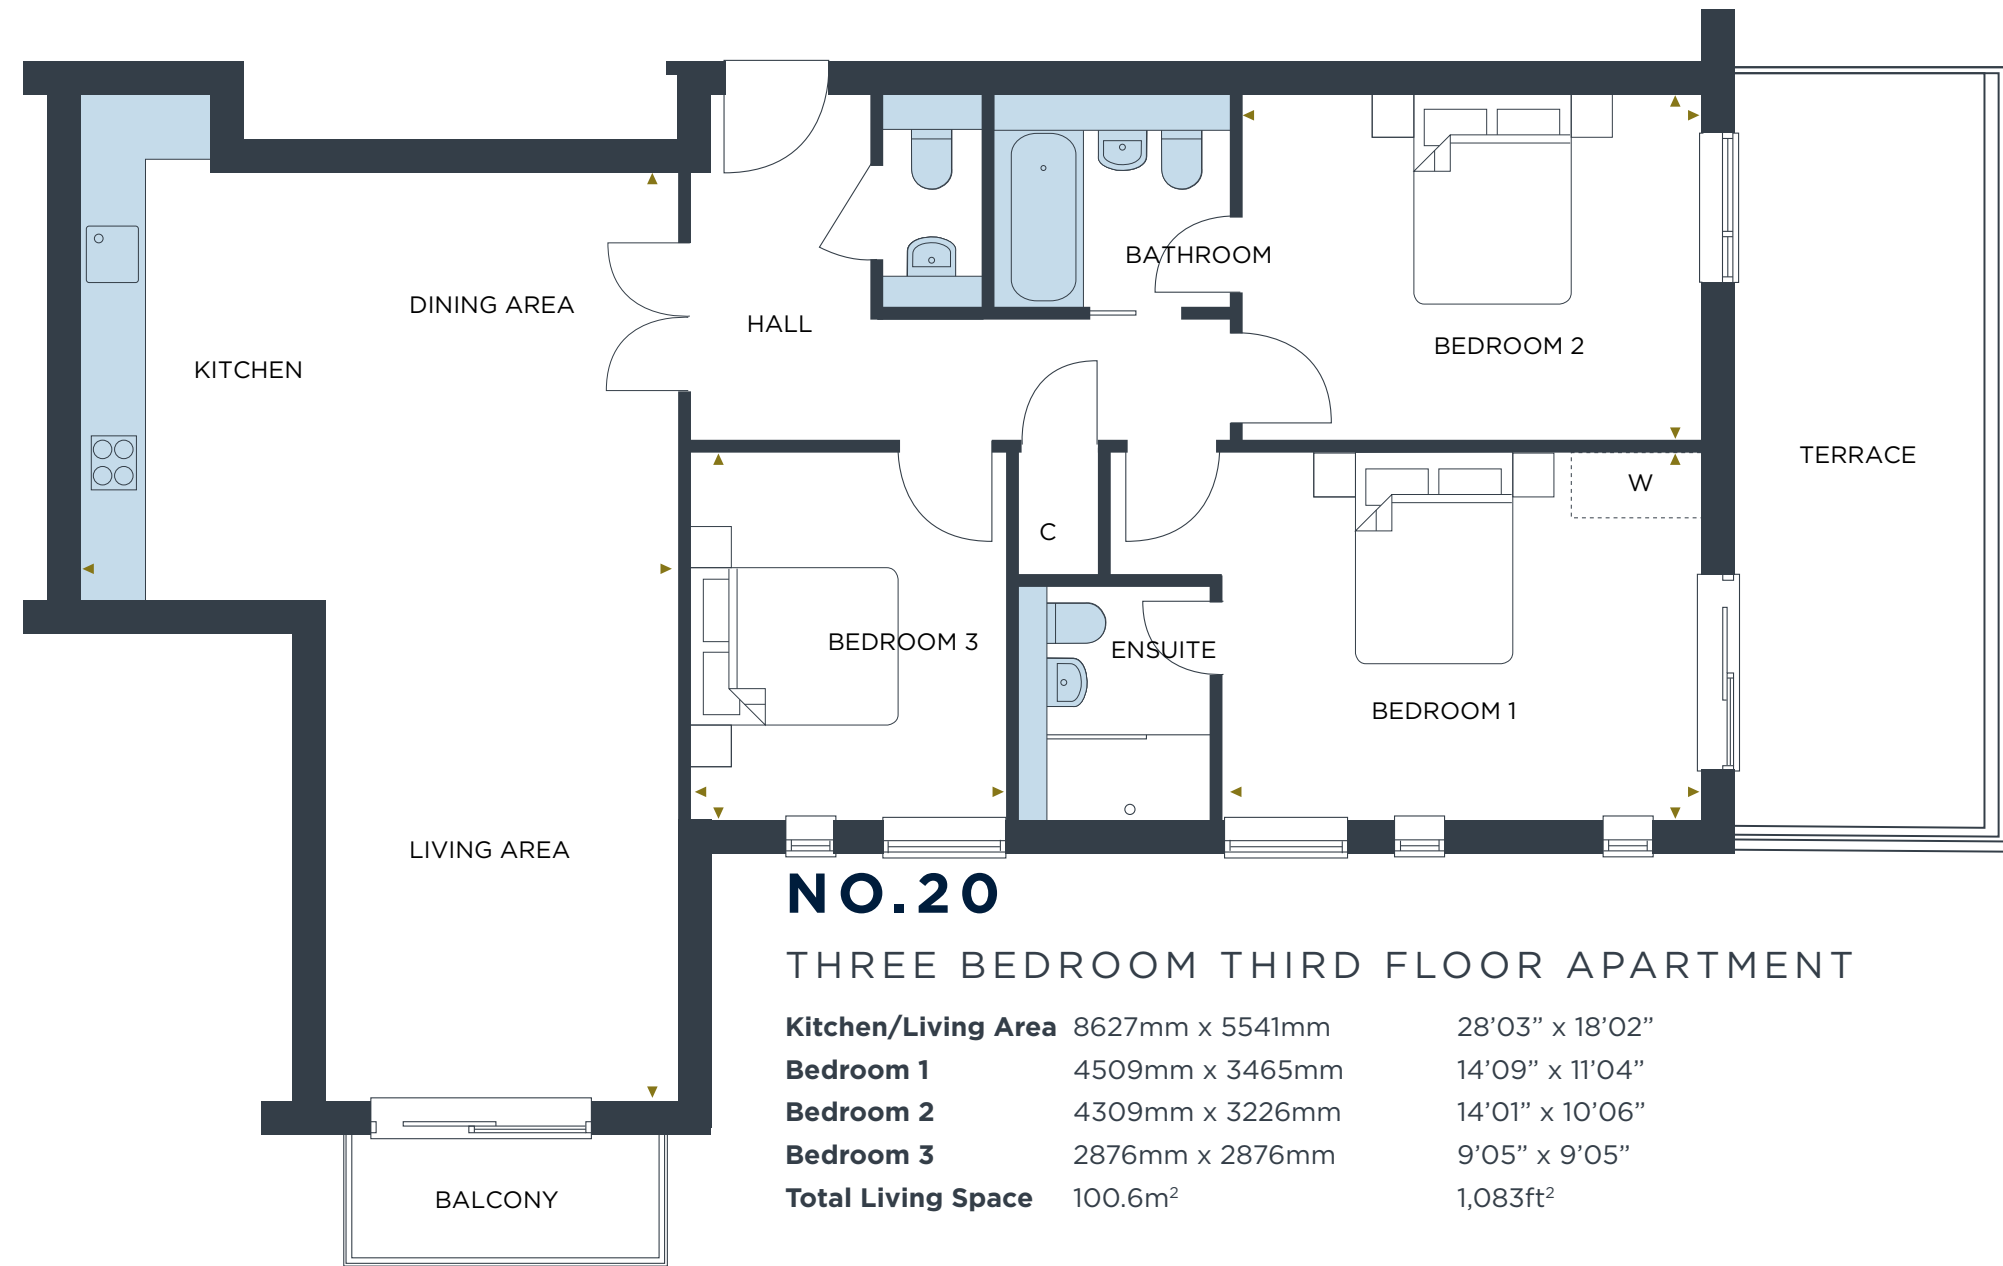 BATHROOM
DINING AREA
HALL
BEDROOM 2
KITCHEN
TERRACE
W
C
BEDROOM 3
ENSUITE
BEDROOM 1
LIVING AREA
BALCONY
NO.20
THREE BEDROOM THIRD FLOOR APARTMENT
Kitchen/Living Area 8627mm x 5541mm 28’03” x 18’02”
Bedroom 1 4509mm x 3465mm 14’09” x 11’04”
Bedroom 2 4309mm x 3226mm 14’01” x 10’06”
Bedroom 3 2876mm x 2876mm 9’05” x 9’05”
Total Living Space 100.6m² 1,083ft²